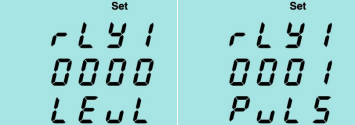 Set
rLY1
0000
LEuL
Set
rLY1
0001
PuLS